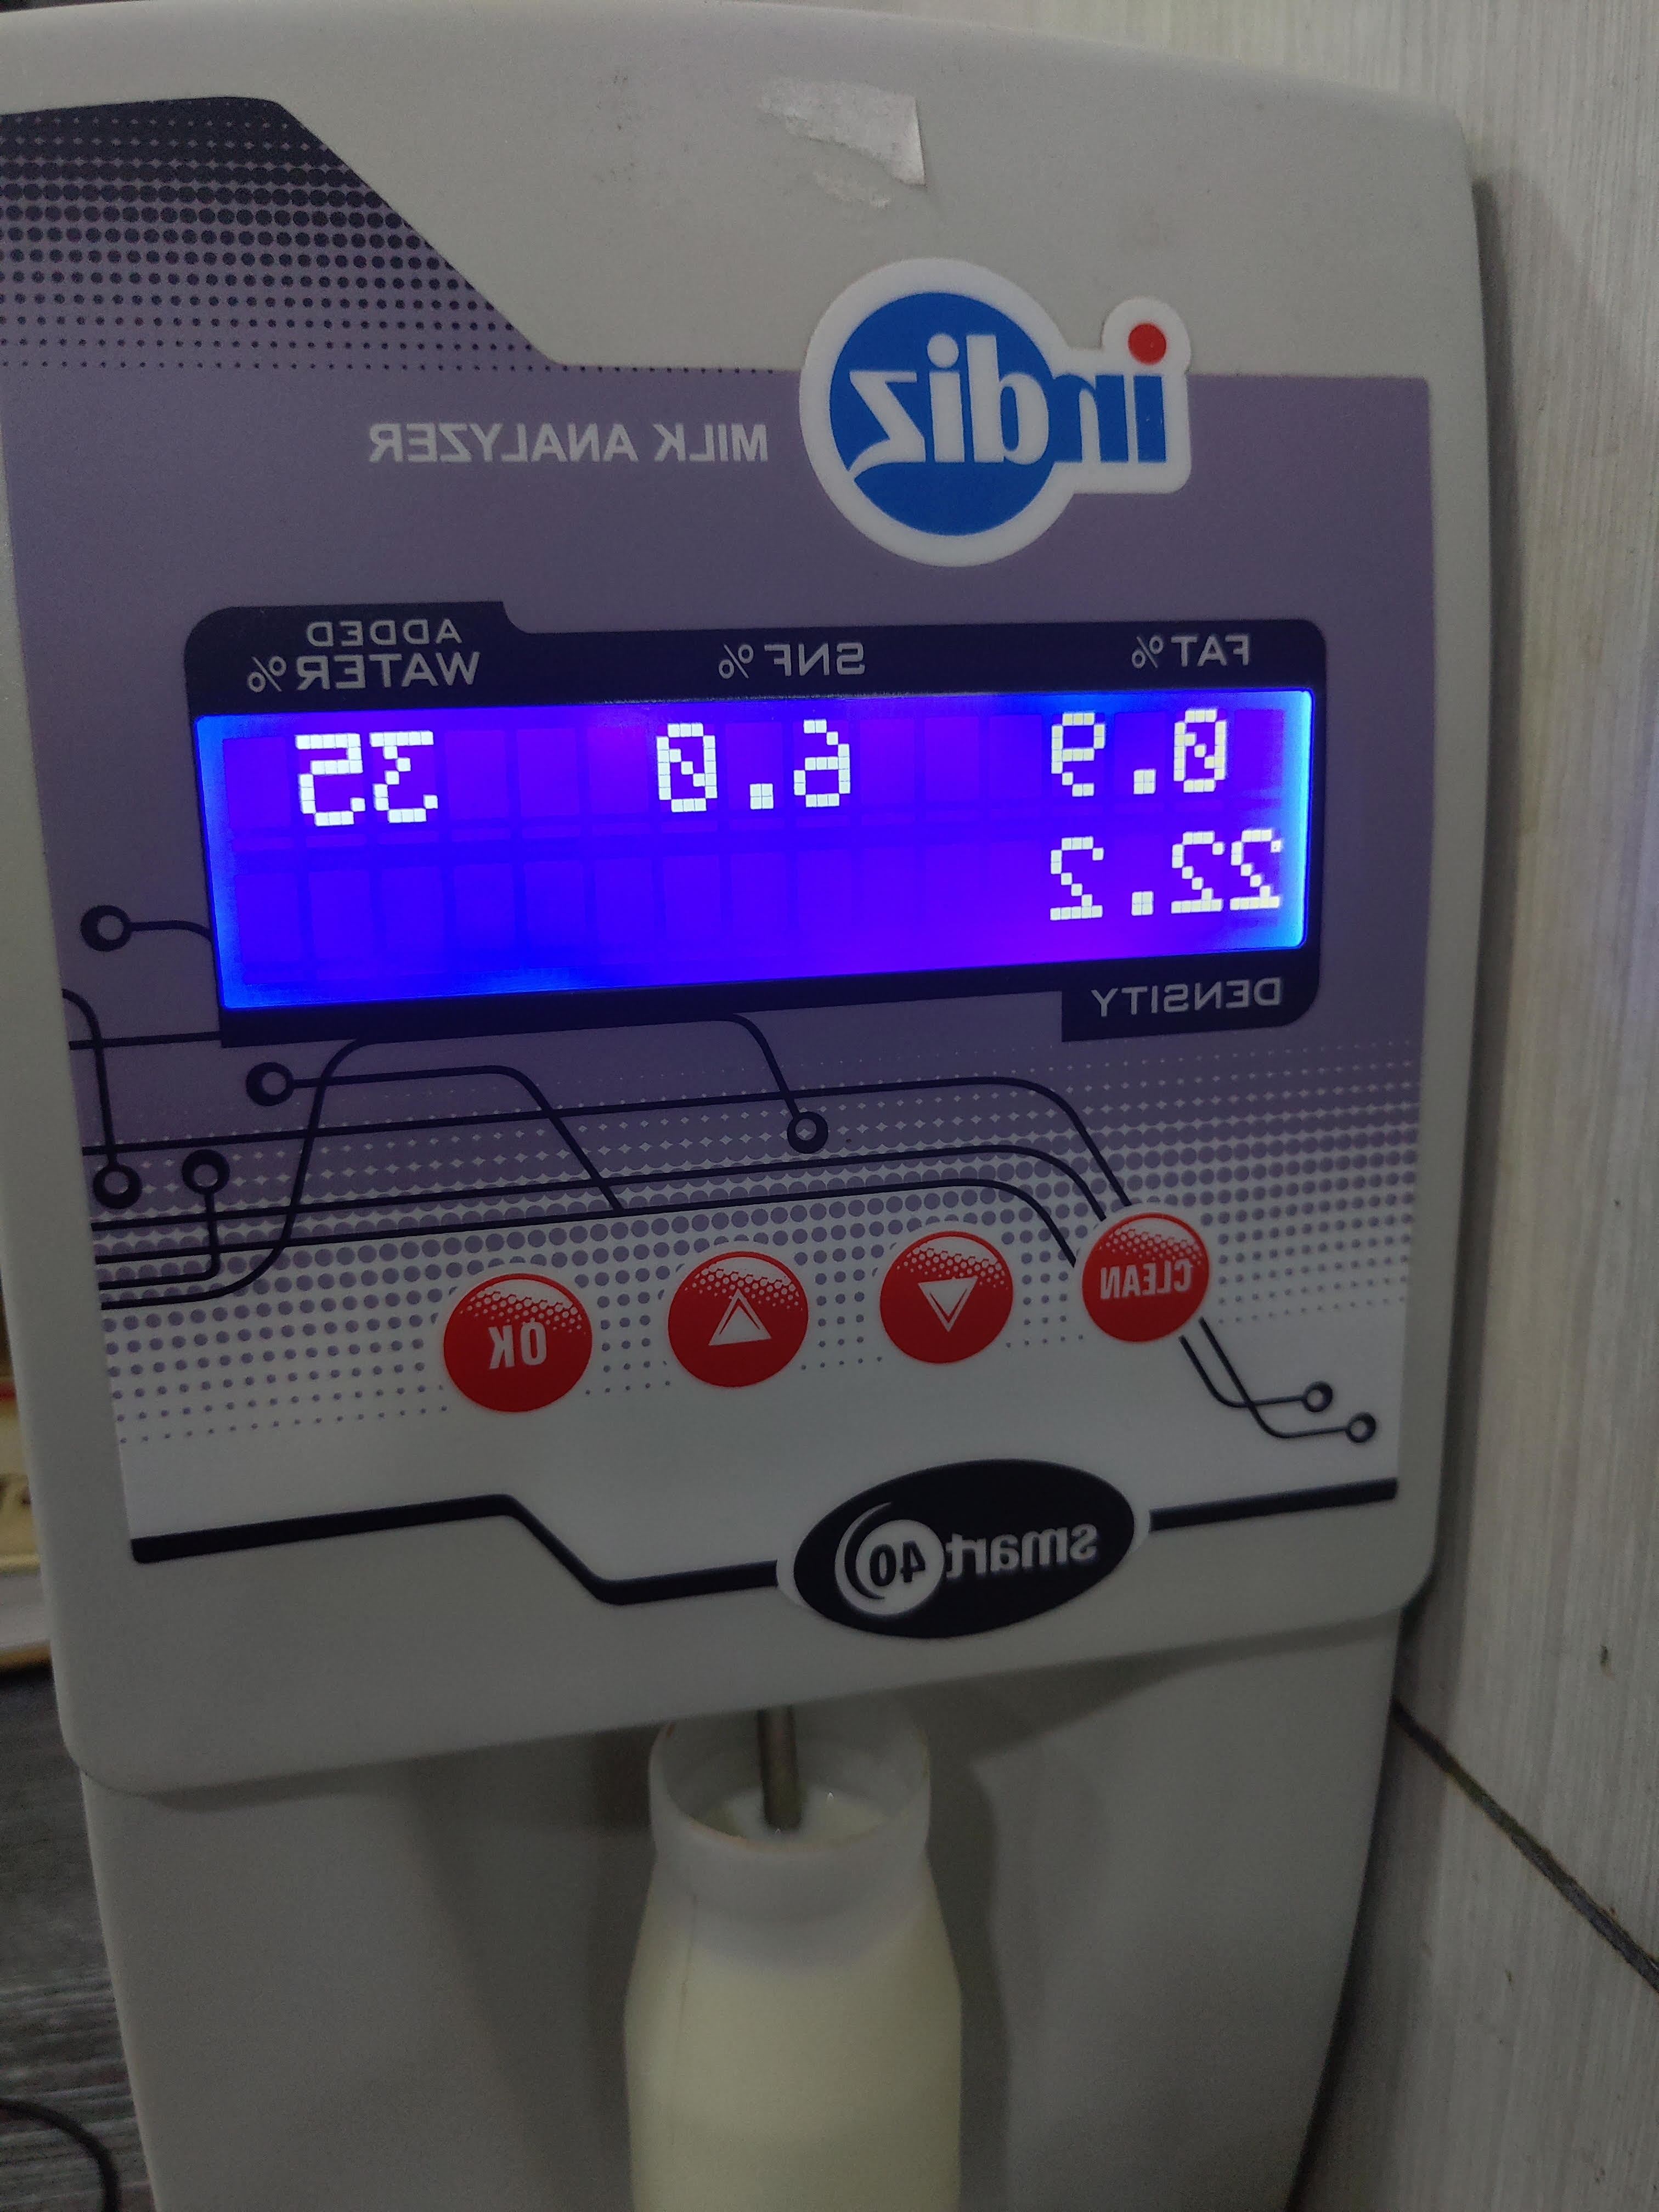 indiz
MILK ANALYZER
FAT% SNF% ADDED WATER%
0.9 6.0 35
22.2
DENSITY
CLEAN OK
smart 40